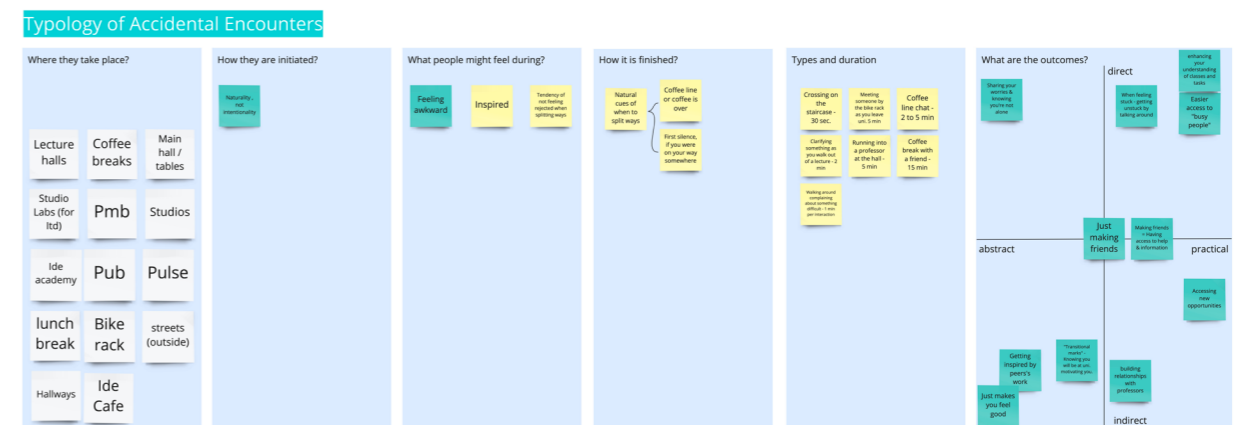 Typology of Accidental Encounters
Where they take place?
Lecture
halls
Coffee
breaks
Main
hall /
tables
Studio
Labs (for
Itd)
Pmb
Studios
Ide
academy
Pub
Pulse
lunch
break
Bike
rack
streets
(outside)
Hallways
Ide
Cafe
How they are initiated?
Naturality,
not
intentionality
What people might feel during?
Feeling
awkward
Inspired
Tendency of
not feeling
rejected when
splitting ways
How it is finished?
Natural
cues of
when to
split ways
Coffee line
or coffee is
over
First silence,
if you were
on your way
somewhere
Types and duration
Crossing on
the
staircase -
30 sec.
Meeting
someone by
the bike rack
as you leave
uni. 5 min
Coffee
line chat -
2 to 5 min
Clarifying
something as
you walk out
of a lecture - 2
min
Running into
a professor
at the hall -
5 min
Coffee
break with
a friend -
15 min
Walking around
complaining
about something
difficult - 1 min
per interaction
What are the outcomes?
direct
Sharing your
worries &
knowing
you're not
alone
When feeling
stuck - getting
unstuck by
talking around
enhancing
your
understanding
of classes and
tasks
Easier
access to
"busy
people"
Just
making
friends
Making Friends
= Having
access to help
& information
abstract
practical
Accessing
new
opportunities
Getting
inspired by
peers's
work
"Transitional
marks" -
Knowing you
will be at uni,
motivating you,
building
relationships
with
professors
Just makes
you feel
good
indirect